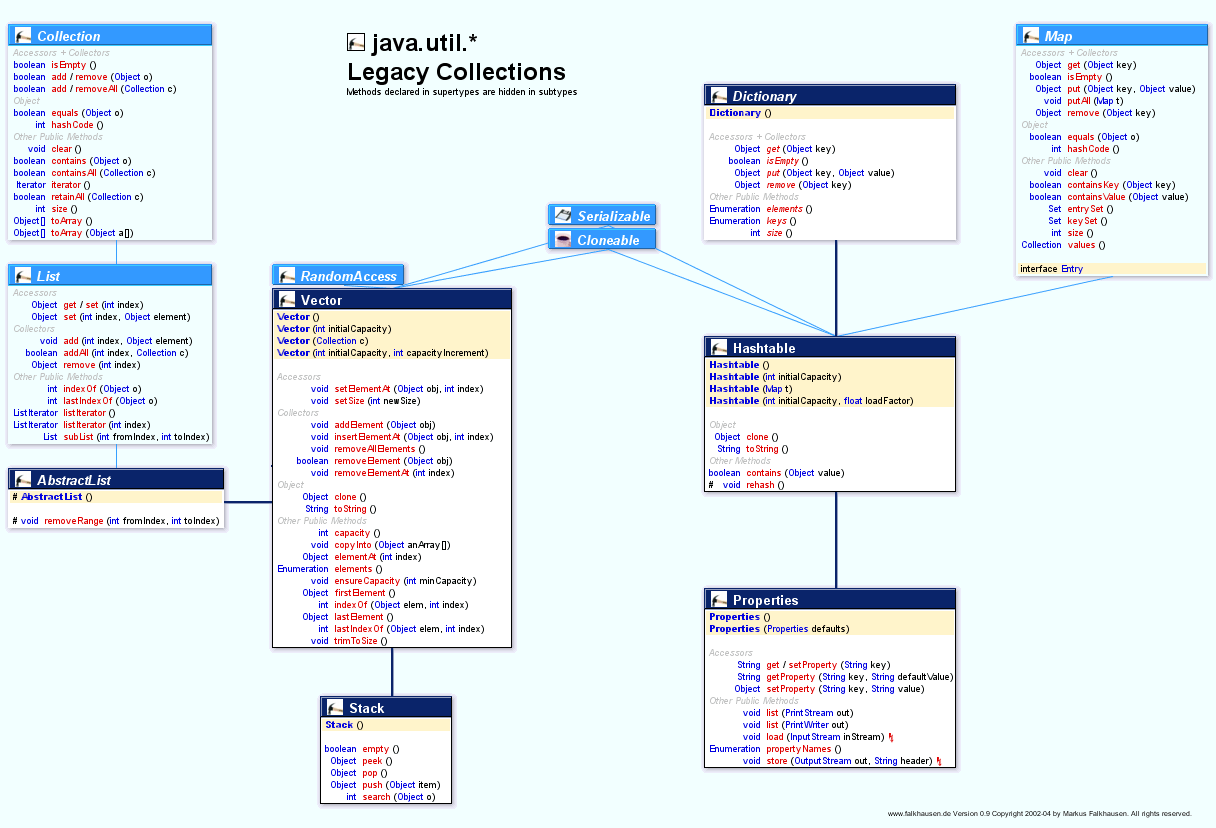 java.util.*
Legacy Collections
Methods declared in supertypes are hidden in subtypes
Collection
Accessors + Collectors
boolean isEmpty ()
boolean add / remove (Object o)
boolean add / removeAll (Collection c)
Object
boolean equals (Object o)
int hashCode ()
Other Public Methods
void clear ()
boolean contains (Object o)
boolean containsAll (Collection c)
Iterator iterator ()
boolean retainAll (Collection c)
int size ()
Object[] toArray ()
Object[] toArray (Object a[])
List
Accessors
Object get / set (int index)
Object set (int index, Object element)
Collectors
void add (int index, Object element)
boolean addAll (int index, Collection c)
Object remove (int index)
Other Public Methods
int indexOf (Object o)
int lastIndexOf (Object o)
ListIterator listIterator ()
ListIterator listIterator (int index)
List subList (int fromIndex, int toIndex)
AbstractList
# AbstractList ()
# void removeRange (int fromIndex, int toIndex)
RandomAccess
Vector
Vector ()
Vector (int initialCapacity)
Vector (Collection c)
Vector (int initialCapacity, int capacityIncrement)
Accessors
void setElementAt (Object obj, int index)
void setSize (int newSize)
Collectors
void addElement (Object obj)
void insertElementAt (Object obj, int index)
void removeAllElements ()
boolean removeElement (Object obj)
void removeElementAt (int index)
Object
Object clone ()
String toString ()
Other Public Methods
int capacity ()
void copyInto (Object anArray[])
Object elementAt (int index)
Enumeration elements ()
void ensureCapacity (int minCapacity)
Object firstElement ()
int indexOf (Object elem, int index)
Object lastElement ()
int lastIndexOf (Object elem, int index)
void trimToSize ()
Stack
Stack ()
boolean empty ()
Object peek ()
Object pop ()
Object push (Object item)
int search (Object o)
Serializable
Cloneable
Dictionary
Dictionary ()
Accessors + Collectors
Object get (Object key)
boolean isEmpty ()
Object put (Object key, Object value)
Object remove (Object key)
Other Public Methods
Enumeration elements ()
Enumeration keys ()
int size ()
Hashtable
Hashtable ()
Hashtable (int initialCapacity)
Hashtable (Map t)
Hashtable (int initialCapacity, float loadFactor)
Object
Object clone ()
String toString ()
Other Methods
boolean contains (Object value)
# void rehash ()
Properties
Properties ()
Properties (Properties defaults)
Accessors
String get / setProperty (String key)
String getProperty (String key, String defaultValue)
Object setProperty (String key, String value)
Other Public Methods
void list (PrintStream out)
void list (PrintWriter out)
void load (InputStream inStream)
Enumeration propertyNames ()
void store (OutputStream out, String header)
Map
Accessors + Collectors
Object get (Object key)
boolean isEmpty ()
Object put (Object key, Object value)
void putAll (Map t)
Object remove (Object key)
Object
boolean equals (Object o)
int hashCode ()
Other Public Methods
void clear ()
boolean containsKey (Object key)
boolean containsValue (Object value)
Set entrySet ()
Set keySet ()
int size ()
Collection values ()
interface Entry
www.falkhausen.de Version 0.9 Copyright 2002-04 by Markus Falkhausen. All rights reserved.